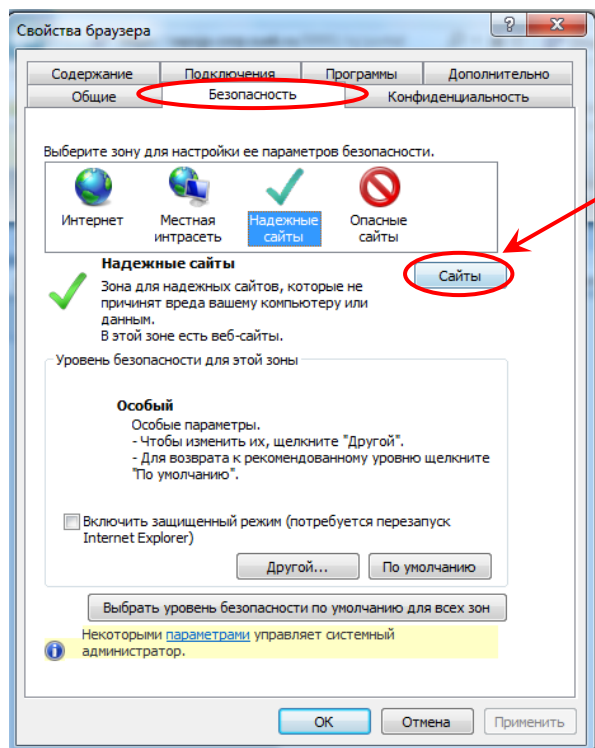 Свойства браузера
Содержание Подключения Программы Дополнительно
Общие Безопасность Конфиденциальность
Выберите зону для настройки ее параметров безопасности.
Интернет Местная интрасеть Надежные сайты Опасные сайты
Надежные сайты
Сайты
Зона для надежных сайтов, которые не
причинят вреда вашему компьютеру или
данным.
В этой зоне есть веб-сайты.
Уровень безопасности для этой зоны
Особый
Особые параметры.
- Чтобы изменить их, щелкните "Другой".
- Для возврата к рекомендованному уровню щелкните
"По умолчанию".
Включить защищенный режим (потребуется перезапуск
Internet Explorer)
Другой... По умолчанию
Выбрать уровень безопасности по умолчанию для всех зон
Некоторыми параметрами управляет системный
администратор.
ОК Отмена Применить